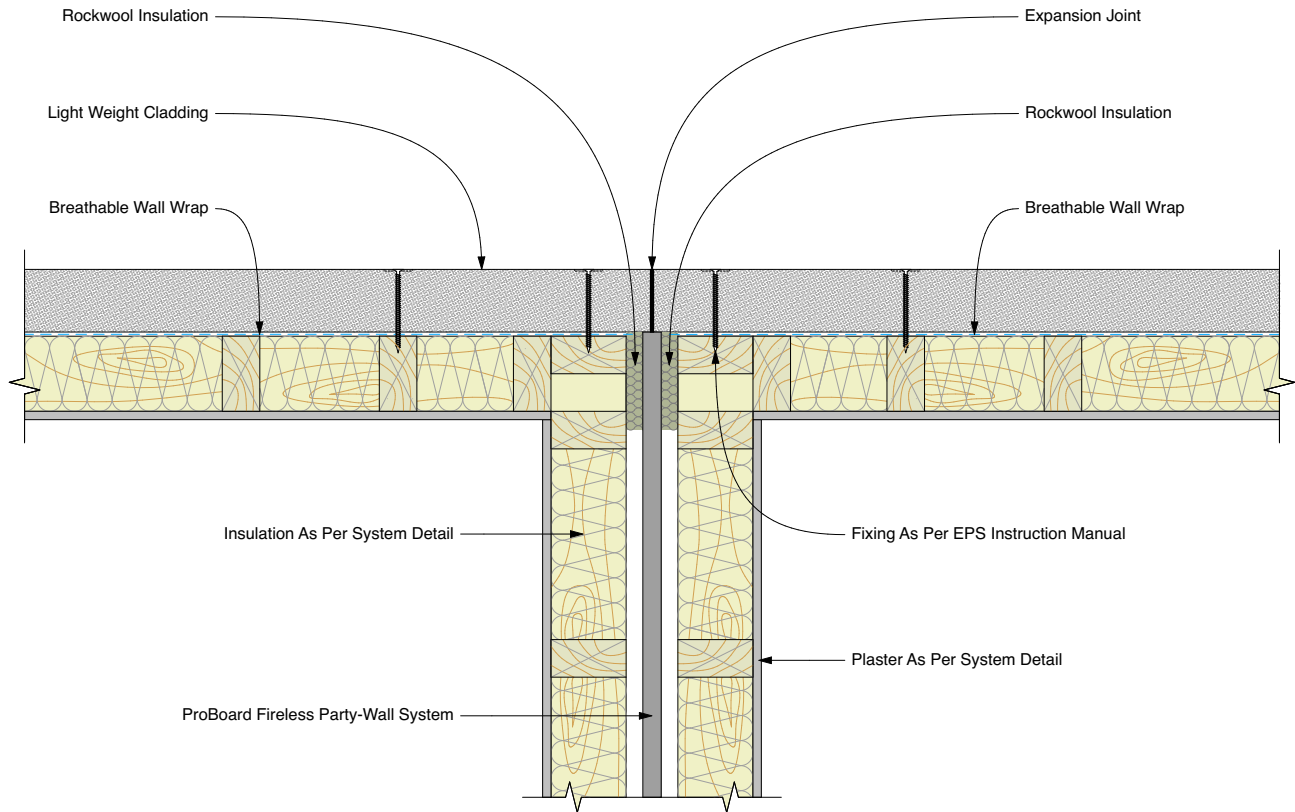 Rockwool Insulation
Expansion Joint
Light Weight Cladding
Rockwool Insulation
Breathable Wall Wrap
Breathable Wall Wrap
Insulation As Per System Detail
Fixing As Per EPS Instruction Manual
Plaster As Per System Detail
ProBoard Fireless Party-Wall System